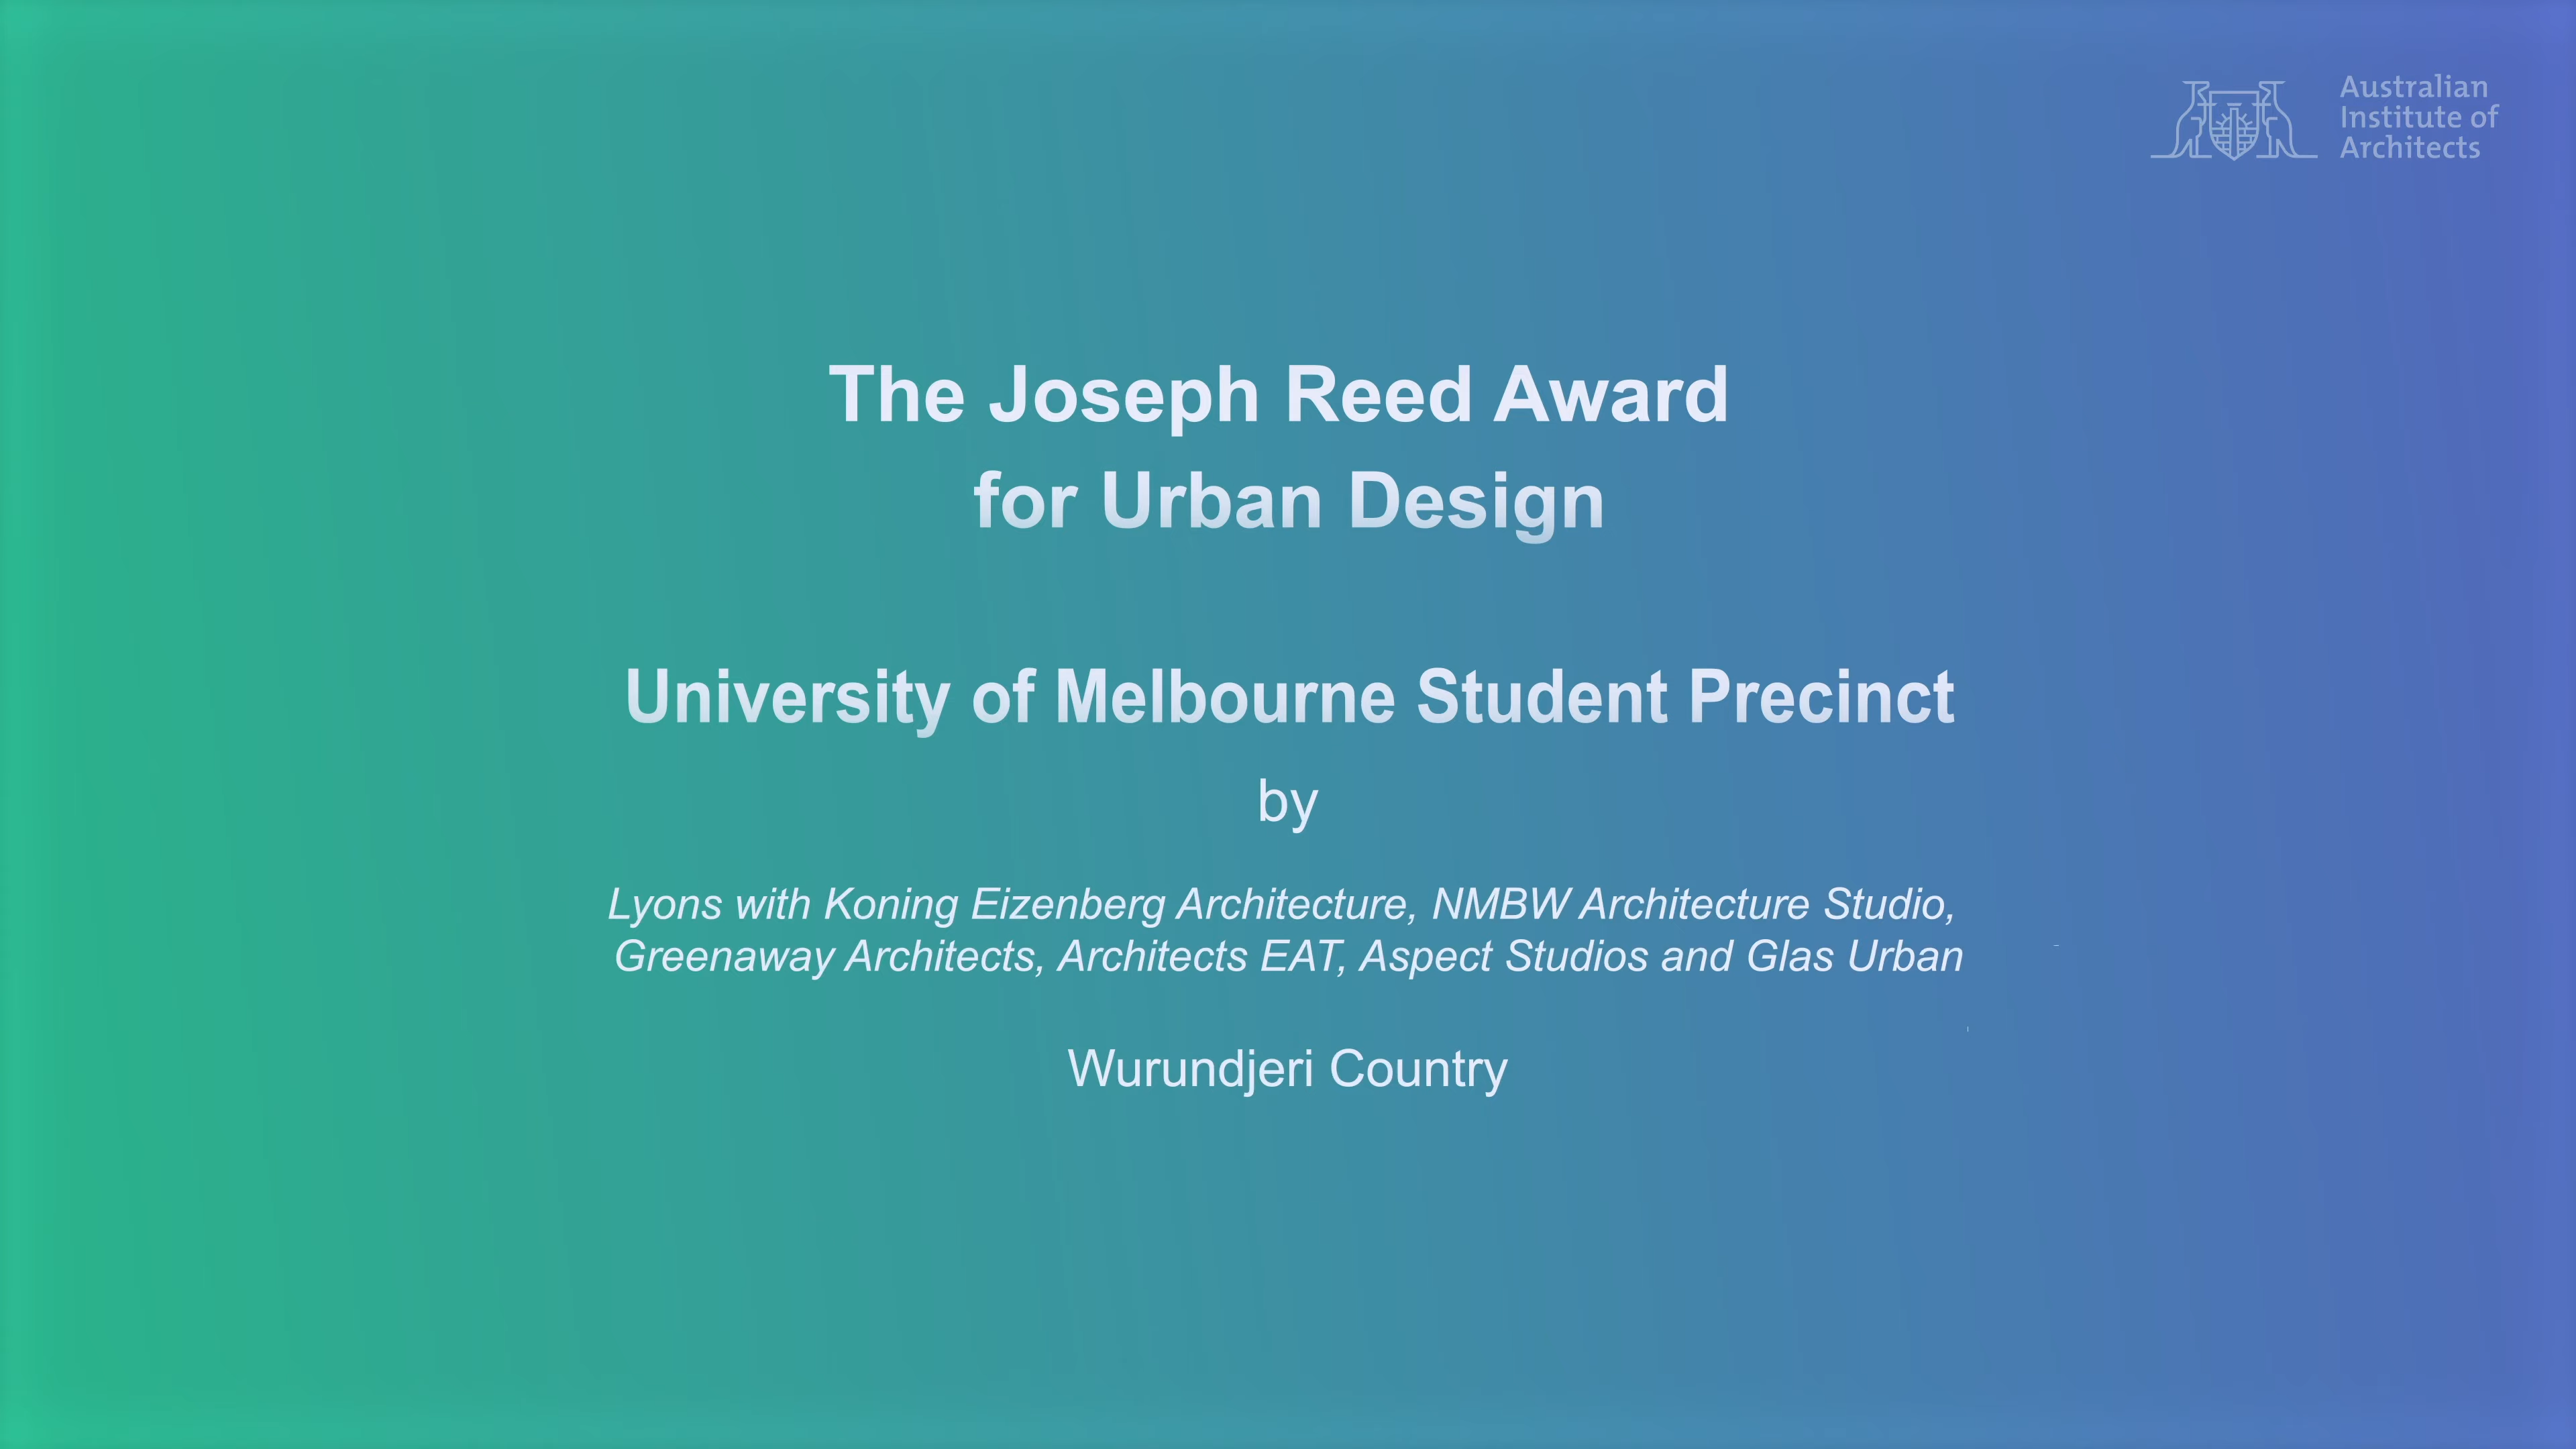 Australian
Institute of
Architects
The Joseph Reed Award
for Urban Design
University of Melbourne Student Precinct
by
Lyons with Koning Eizenberg Architecture, NMBW Architecture Studio,
Greenaway Architects, Architects EAT, Aspect Studios and Glas Urban
Wurundjeri Country